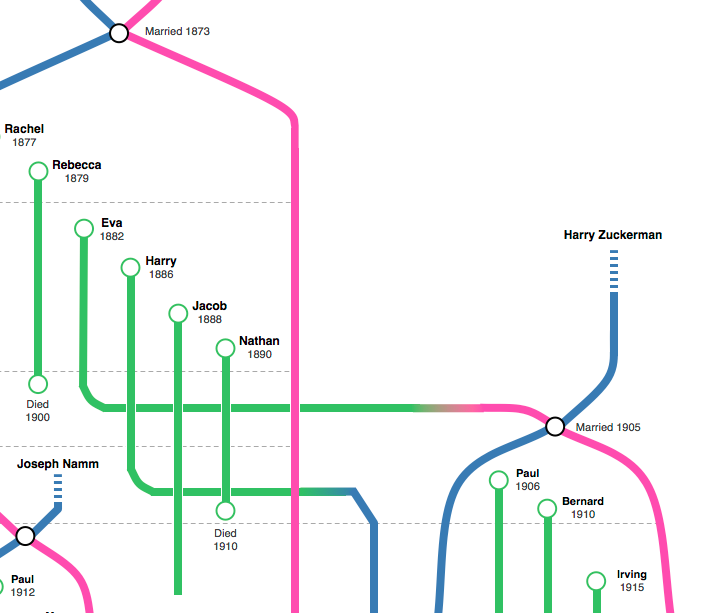 Married 1873
Rachel
1877
Rebecca
1879
Eva
1882
Harry Zuckerman
Harry
1886
Jacob
1888
Nathan
1890
Died
1900
Married 1905
Joseph Namm
Paul
1906
Bernard
1910
Died
1910
Paul
1912
Irving
1915